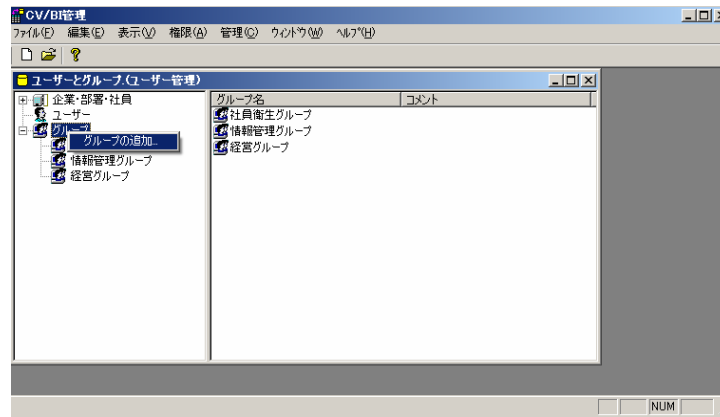 CV/BI管理
ファイル(F) 編集(E) 表示(V) 権限(A) 管理(C) ウィンドウ(W) ヘルプ(H)
ユーザーとグループ.(ユーザー管理)
企業・部署・社員
ユーザー
グループ
グループの追加...
情報管理グループ
経営グループ
グループ名 コメント
社員衛生グループ
情報管理グループ
経営グループ
NUM